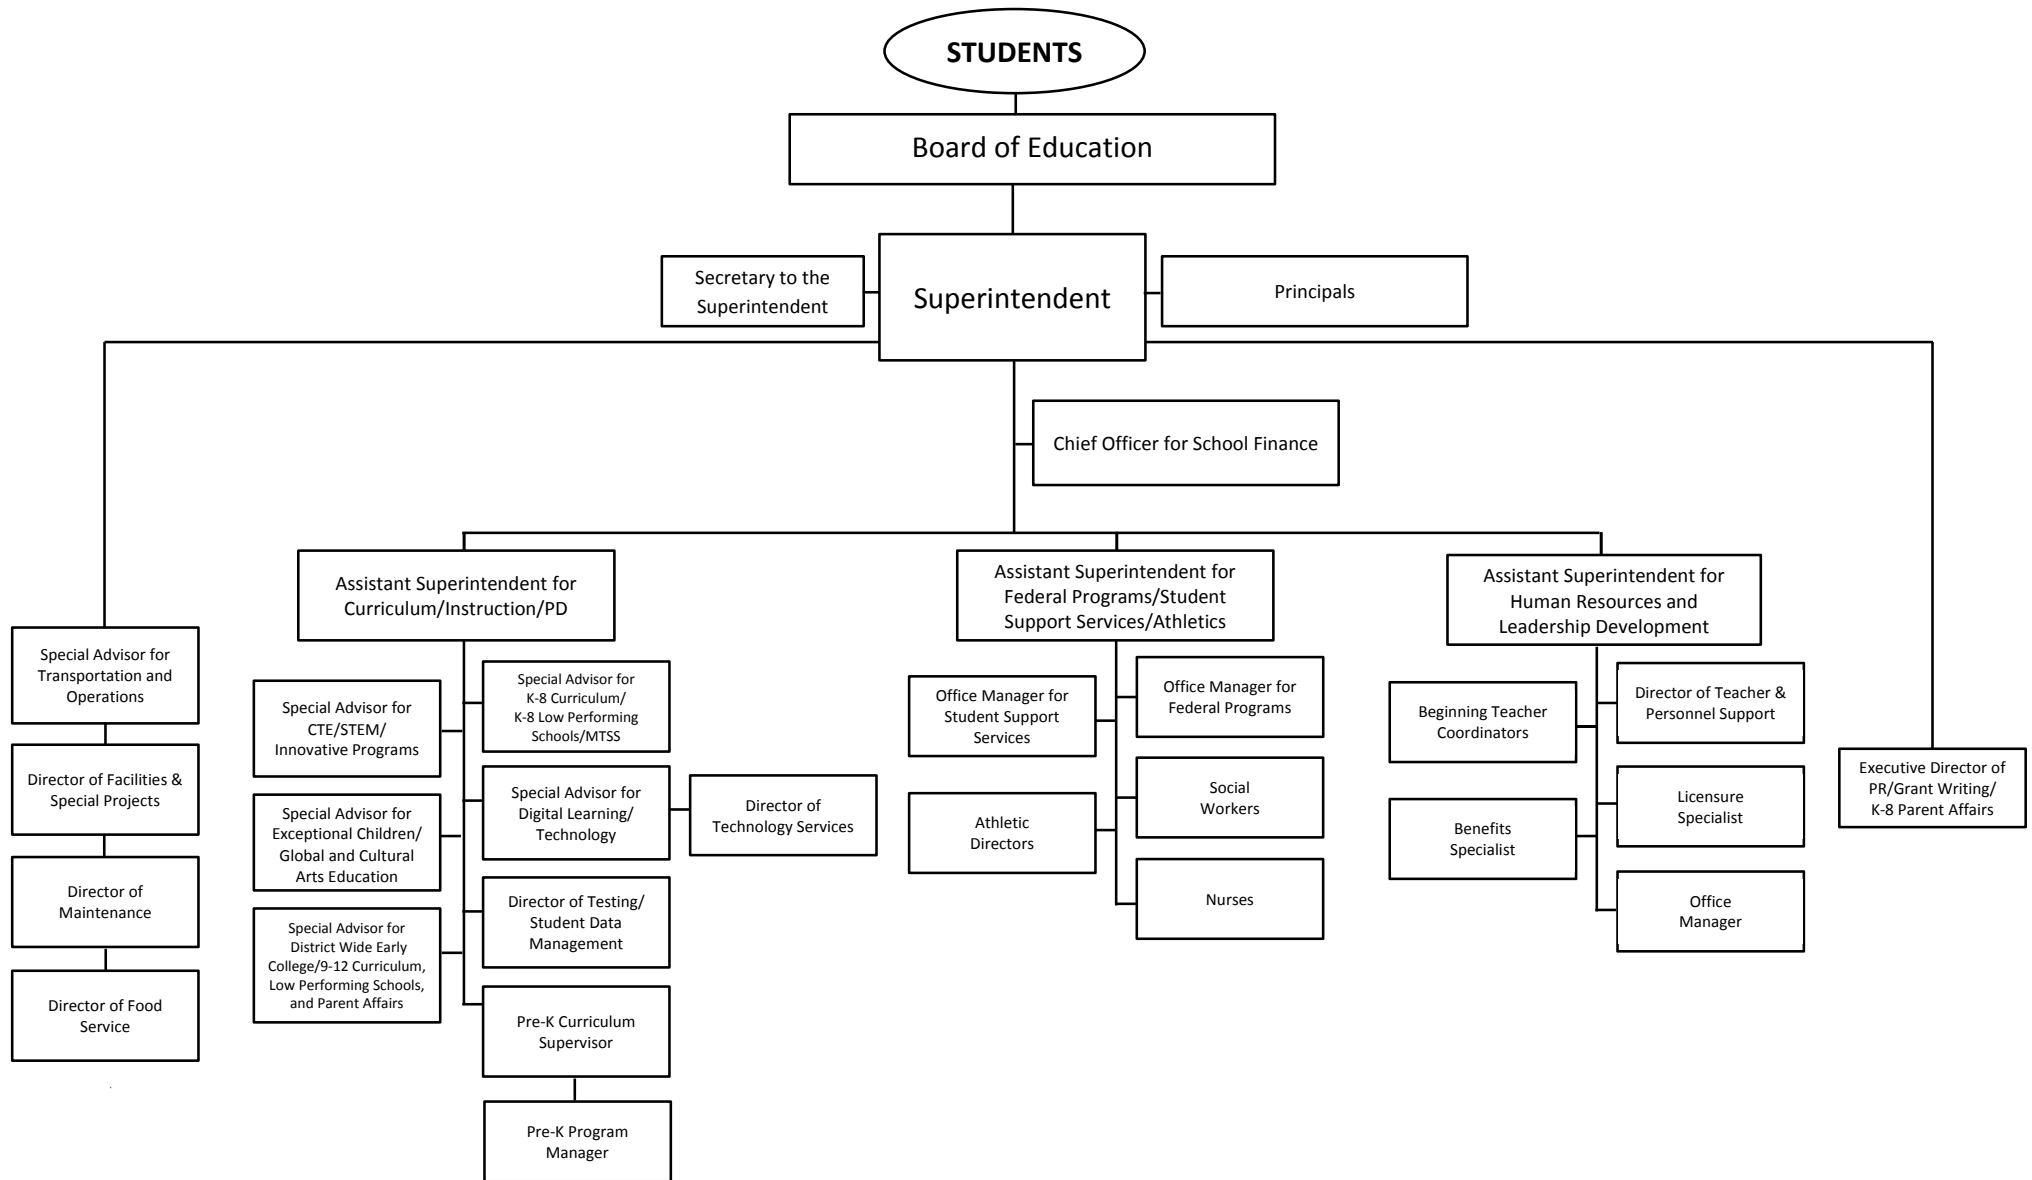 STUDENTS
Board of Education
Secretary to the
Superintendent
Superintendent
Principals
Chief Officer for School Finance
Assistant Superintendent for
Curriculum/Instruction/PD
Assistant Superintendent for
Federal Programs/Student
Support Services/Athletics
Assistant Superintendent for
Human Resources and
Leadership Development
Special Advisor for
Transportation and
Operations
Director of Facilities &
Special Projects
Director of
Maintenance
Director of Food
Service
Special Advisor for
CTE/STEM/
Innovative Programs
Special Advisor for
Exceptional Children/
Global and Cultural
Arts Education
Special Advisor for
District Wide Early
College/9-12 Curriculum,
Low Performing Schools,
and Parent Affairs
Special Advisor for
K-8 Curriculum/
K-8 Low Performing
Schools/MTSS
Special Advisor for
Digital Learning/
Technology
Director of
Technology Services
Director of Testing/
Student Data
Management
Pre-K Curriculum
Supervisor
Pre-K Program
Manager
Office Manager for
Student Support
Services
Athletic
Directors
Office Manager for
Federal Programs
Social
Workers
Nurses
Beginning Teacher
Coordinators
Benefits
Specialist
Director of Teacher &
Personnel Support
Licensure
Specialist
Office
Manager
Executive Director of
PR/Grant Writing/
K-8 Parent Affairs